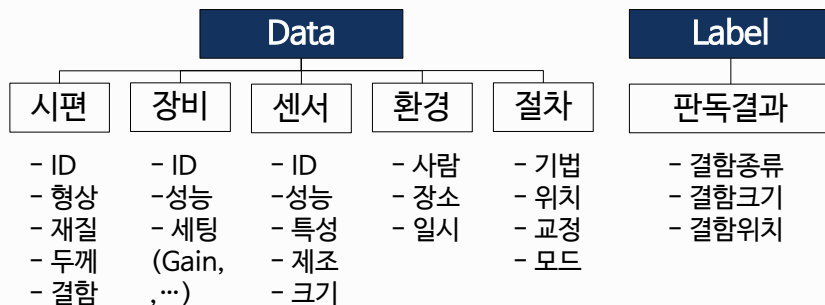 Data
시편
- ID
- 형상
- 재질
- 두께
- 결함
장비
- ID
-성능
- 세팅
(Gain,
,…)
센서
- ID
-성능
- 특성
- 제조
- 크기
환경
- 사람
- 장소
- 일시
절차
- 기법
- 위치
- 교정
- 모드
Label
판독결과
- 결함종류
- 결함크기
- 결함위치